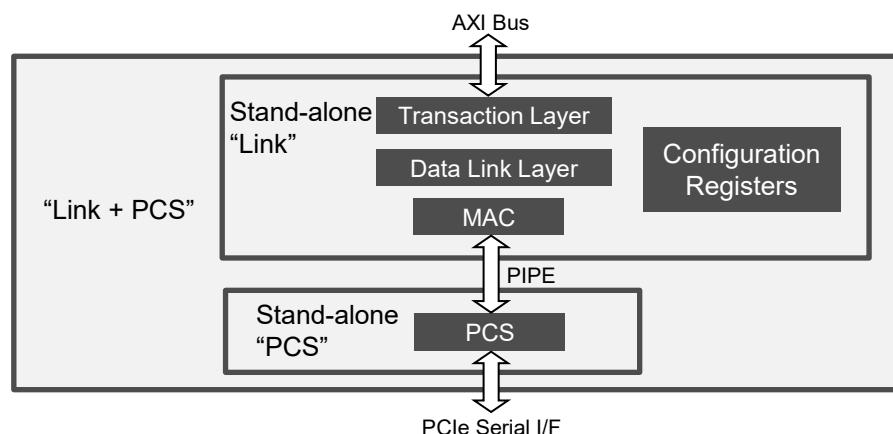 AXI Bus
Stand-alone
“Link”
Transaction Layer
Data Link Layer
MAC
Configuration
Registers
“Link + PCS”
PIPE
Stand-alone
“PCS”
PCS
PCIe Serial I/F